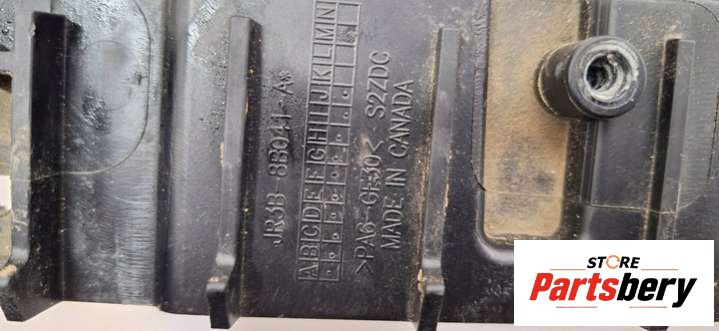 JR3B-8B041-A
ABCDEFGHIJKLMN
>PA6-GF30< S2ZDC
MADE IN CANADA
STORE
Partsbery